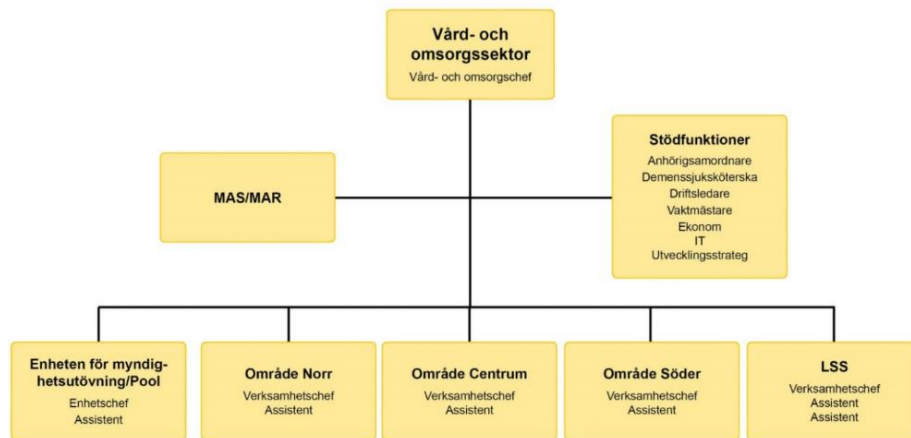 Vård- och
omsorgssektor
Vård- och omsorgschef
MAS/MAR
Stödfunktioner
Anhörigsamordnare
Demenssjuksköterska
Driftsledare
Vaktmästare
Ekonom
IT
Utvecklingsstrateg
Enheten för myndig-
hetsutövning/Pool
Enhetschef
Assistent
Område Norr
Verksamhetschef
Assistent
Område Centrum
Verksamhetschef
Assistent
Område Söder
Verksamhetschef
Assistent
LSS
Verksamhetschef
Assistent
Assistent